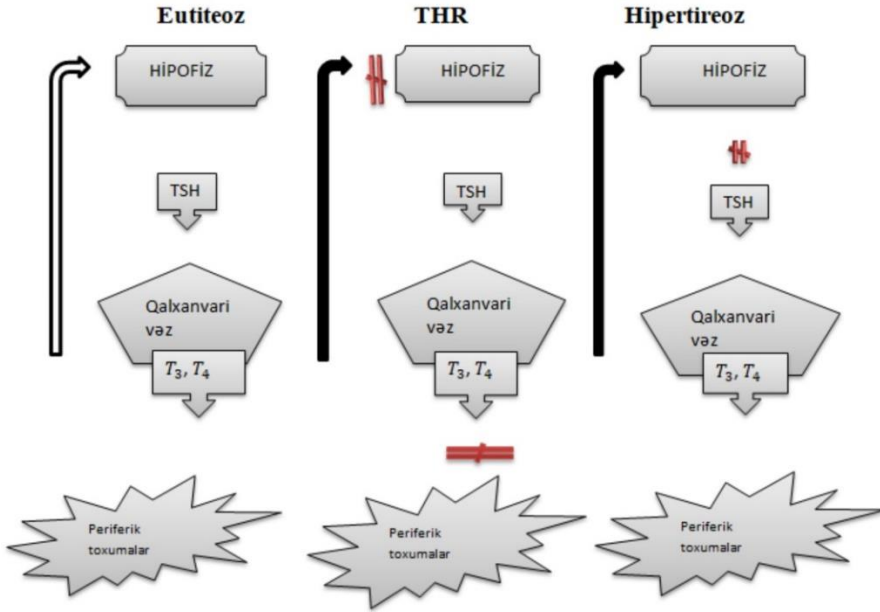 Eutiteoz
THR
Hipertireoz
HİPOFİZ
HİPOFİZ
HİPOFİZ
TSH
TSH
TSH
Qalxanvari
vəz
Qalxanvari
vəz
Qalxanvari
vəz
T₃, T₄
T₃, T₄
T₃, T₄
Periferik
toxumalar
Periferik
toxumalar
Periferik
toxumalar